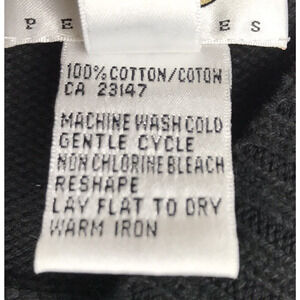 P E E S
100% COTTON/COTON
CA 23147
MACHINE WASH COLD
GENTLE CYCLE
NON CHLORINE BLEACH
RESHAPE
LAY FLAT TO DRY
WARM IRON